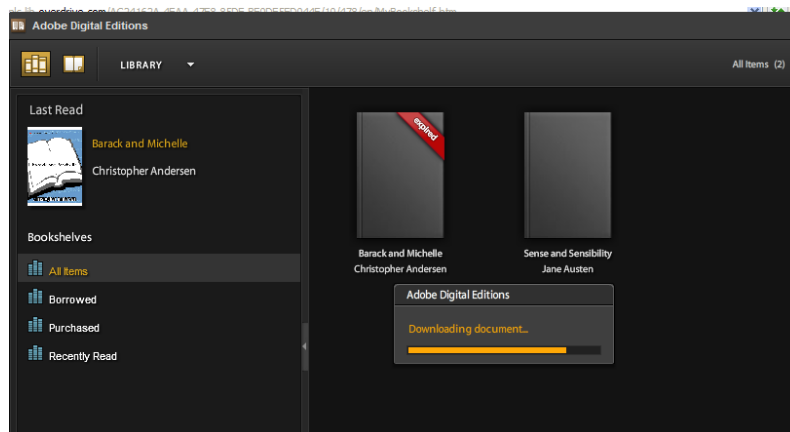 Adobe Digital Editions
LIBRARY
All Items (2)
Last Read
Barack and Michelle
Christopher Andersen
Bookshelves
All Items
Borrowed
Purchased
Recently Read
expired
Barack and Michelle
Christopher Andersen
Sense and Sensibility
Jane Austen
Adobe Digital Editions
Downloading document...